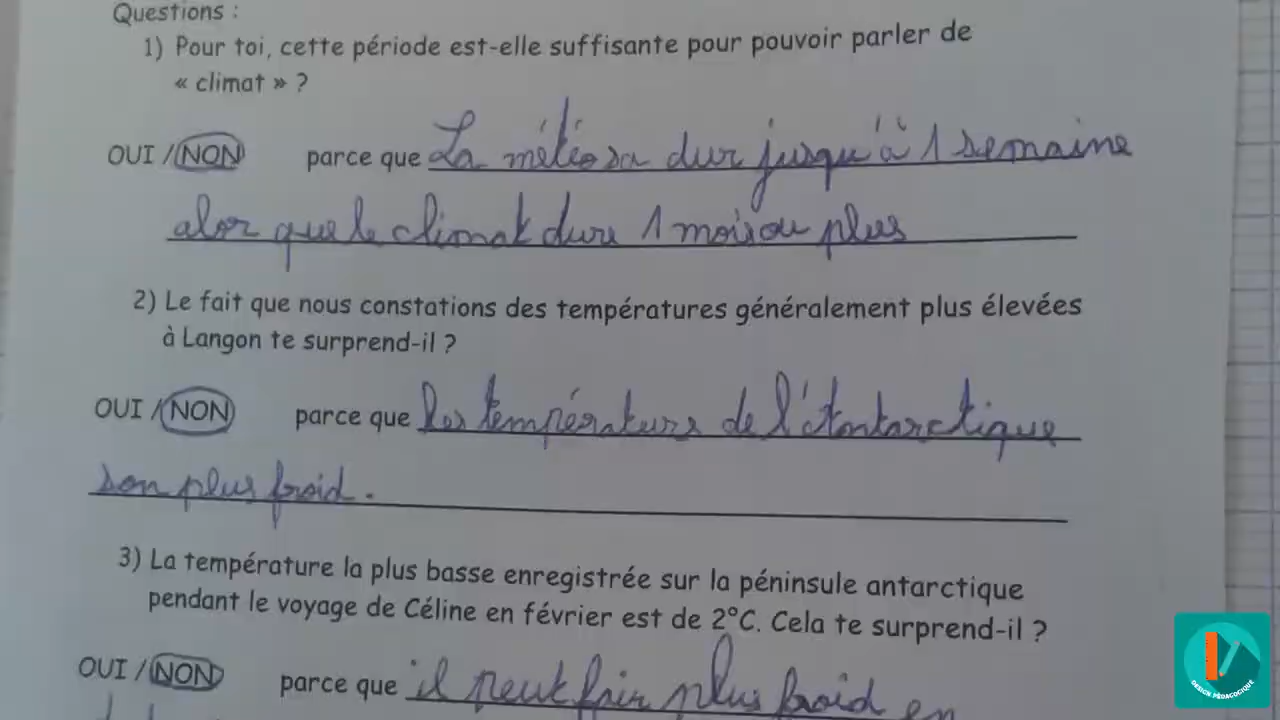 Questions :
1) Pour toi, cette période est-elle suffisante pour pouvoir parler de
« climat » ?
OUI / NON parce que La météo sa dur jusqu'à 1 semaine
alor que le climat dure 1 mois ou plus
2) Le fait que nous constations des températures généralement plus élevées
à Langon te surprend-il ?
OUI / NON parce que les températures de l'Antarctique
son plus froid.
3) La température la plus basse enregistrée sur la péninsule antarctique
pendant le voyage de Céline en février est de 2°C. Cela te surprend-il ?
OUI / NON parce que il peut fair plus froid en
DESIGN PÉDAGOGIQUE